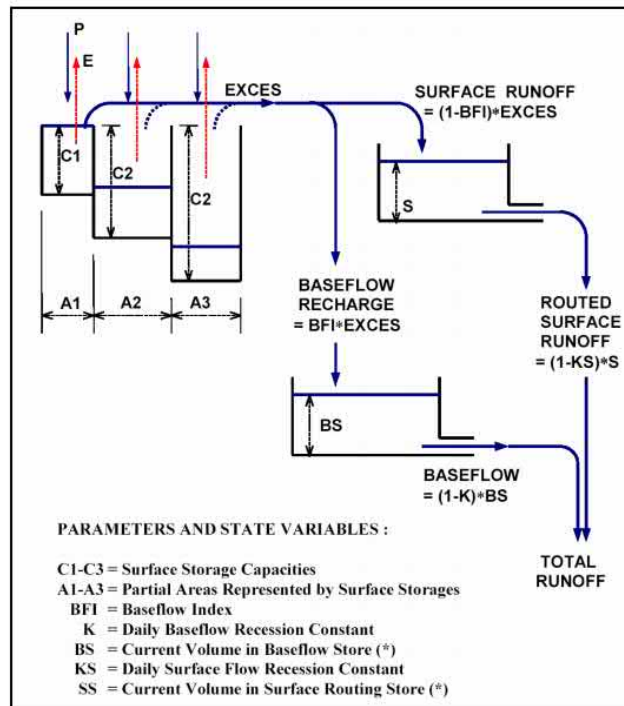 P
E
EXCES
SURFACE RUNOFF
= (1-BFI)*EXCES
C1
C2
C2
S
A1
A2
A3
BASEFLOW
RECHARGE
= BFI*EXCES
ROUTED
SURFACE
RUNOFF
= (1-KS)*S
BS
BASEFLOW
= (1-K)*BS
TOTAL
RUNOFF
PARAMETERS AND STATE VARIABLES :
C1-C3 = Surface Storage Capacities
A1-A3 = Partial Areas Represented by Surface Storages
BFI = Baseflow Index
K = Daily Baseflow Recession Constant
BS = Current Volume in Baseflow Store (*)
KS = Daily Surface Flow Recession Constant
SS = Current Volume in Surface Routing Store (*)